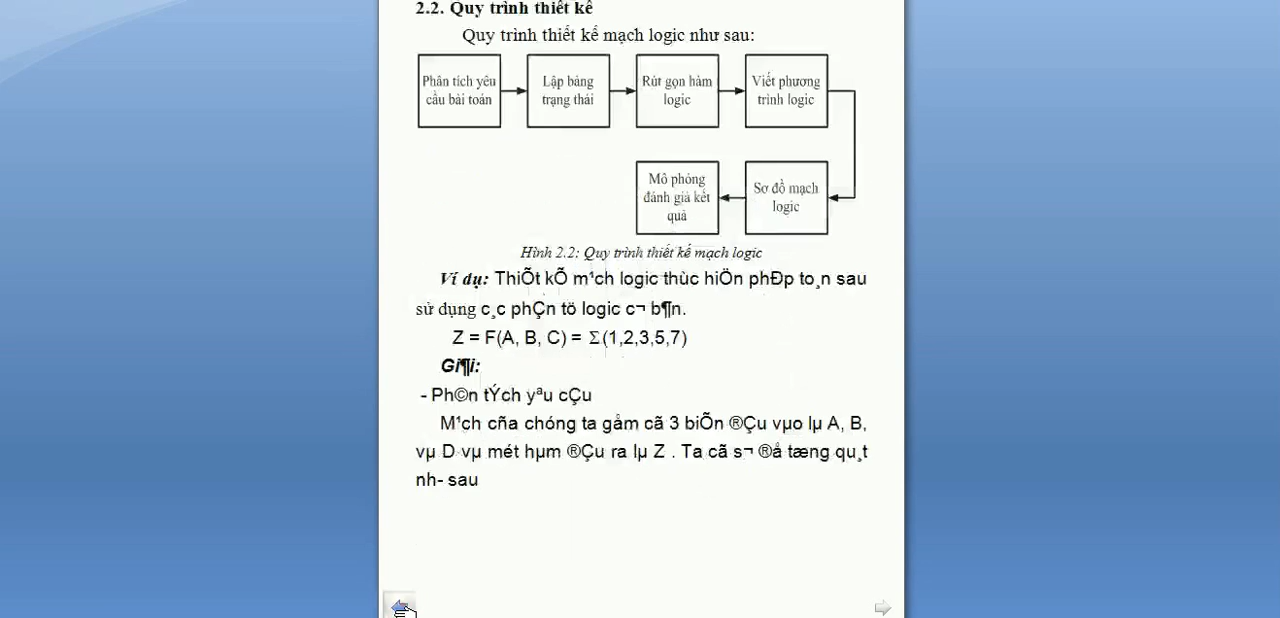 2.2. Quy trình thiết kế
Quy trình thiết kế mạch logic như sau:
Phân tích yêu
cầu bài toán
Lập bảng
trạng thái
Rút gọn hàm
logic
Viết phương
trình logic
Mô phỏng
đánh giá kết
quả
Sơ đồ mạch
logic
Hình 2.2: Quy trình thiết kế mạch logic
Ví dụ: ThiÕt kÕ m¹ch logic thùc hiÖn phÐp to¸n sau
sử dụng c¸c phÇn tö logic c¬ b¶n.
Z = F(A, B, C) = Σ(1,2,3,5,7)
Gi¶i:
- Ph©n tÝch yªu cÇu
M¹ch cña chóng ta gåm cã 3 biÕn ®Çu vµo lµ A, B,
vµ D vµ mét hµm ®Çu ra lµ Z . Ta cã s¬ ®å tæng qu¸t
nh- sau